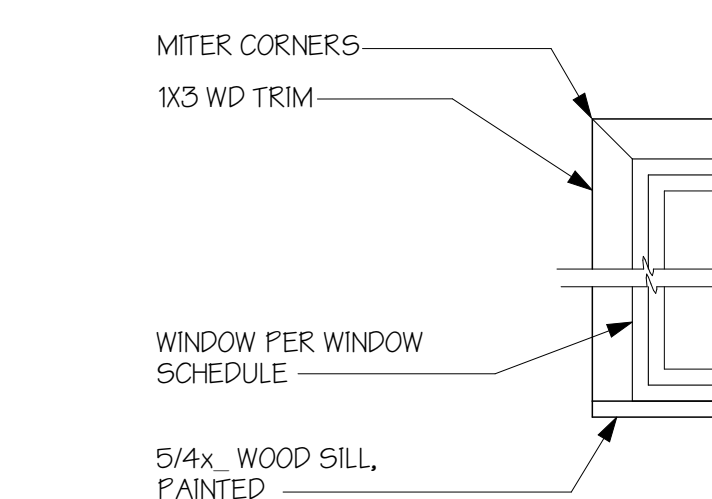 MITER CORNERS
1X3 WD TRIM
WINDOW PER WINDOW
SCHEDULE
5/4x_ WOOD SILL,
PAINTED